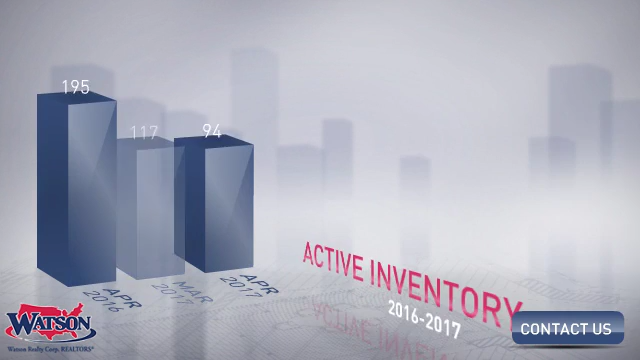 195
117
94
APR
2016
MAR
2017
APR
2017
ACTIVE INVENTORY
2016-2017
WATSON
Watson Realty Corp. REALTORS®
CONTACT US